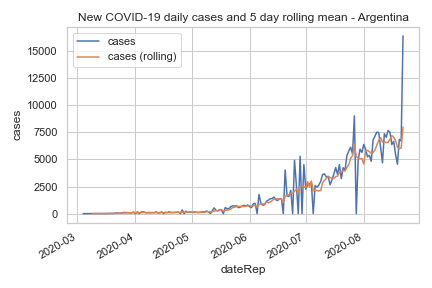 New COVID-19 daily cases and 5 day rolling mean - Argentina
cases
cases (rolling)
15000
12500
10000
7500
5000
2500
0
cases
2020-03
2020-04
2020-05
2020-06
2020-07
2020-08
dateRep